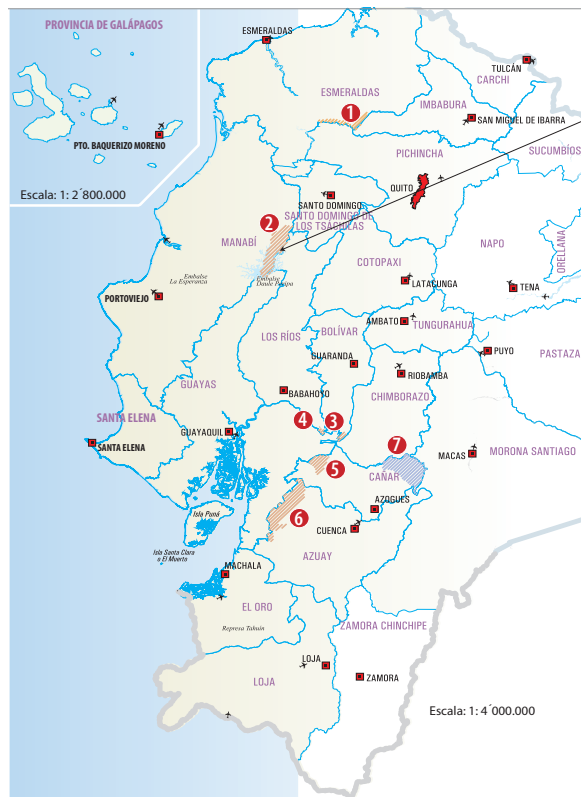 PROVINCIA DE GALÁPAGOS
PTO. BAQUERIZO MORENO
Escala: 1: 2´800.000
ESMERALDAS
TULCÁN
CARCHI
ESMERALDAS
IMBABURA
1
SAN MIGUEL DE IBARRA
PICHINCHA
SUCUMBÍOS
QUITO
SANTO DOMINGO
SANTO DOMINGO DE
LOS TSÁCHILAS
2
MANABÍ
NAPO
ORELLANA
COTOPAXI
Embalse
La Esperanza
Embalse
Daule Peripo
LATACUNGA
TENA
PORTOVIEJO
AMBATO
TUNGURAHUA
LOS RÍOS
BOLÍVAR
GUARANDA
PUYO
PASTAZA
RIOBAMBA
GUAYAS
BABAHOYO
CHIMBORAZO
SANTA ELENA
4
3
GUAYAQUIL
SANTA ELENA
7
MACAS
MORONA SANTIAGO
5
CAÑAR
AZOGUES
6
Isla Puná
CUENCA
Isla Santa Clara
o El Muerto
AZUAY
MACHALA
EL ORO
ZAMORA CHINCHIPE
Represa Tahuin
LOJA
ZAMORA
LOJA
Escala: 1: 4´000.000